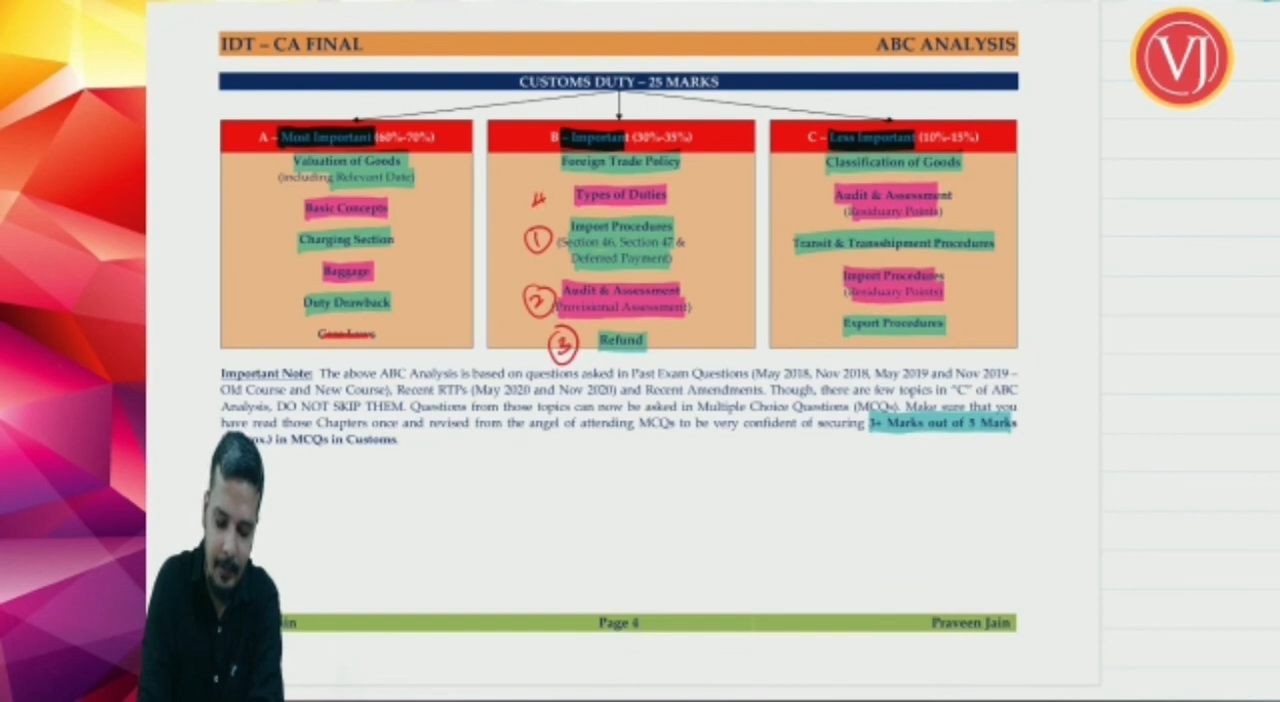 IDT – CA FINAL ABC ANALYSIS
VJ
CUSTOMS DUTY – 25 MARKS
A – Most Important (60%-70%)
Valuation of Goods
(including Relevant Date)
Basic Concepts
Charging Section
Baggage
Duty Drawback
Case Laws
B – Important (30%-35%)
Foreign Trade Policy
4 Types of Duties
1 Import Procedures
(Section 46, Section 47 &
Deferred Payment)
2 Audit & Assessment
(Provisional Assessment)
3 Refund
C – Less Important (10%-15%)
Classification of Goods
Audit & Assessment
(Residuary Points)
Transit & Transshipment Procedures
Import Procedures
(Residuary Points)
Export Procedures
Important Note: The above ABC Analysis is based on questions asked in Past Exam Questions (May 2018, Nov 2018, May 2019 and Nov 2019 –
Old Course and New Course), Recent RTPs (May 2020 and Nov 2020) and Recent Amendments. Though, there are few topics in "C" of ABC
Analysis, DO NOT SKIP THEM. Questions from those topics can now be asked in Multiple Choice Questions (MCQs). Make sure that you
have read those Chapters once and revised from the angel of attending MCQs to be very confident of securing 3+ Marks out of 5 Marks
in MCQs in Customs.
Page 4 Praveen Jain